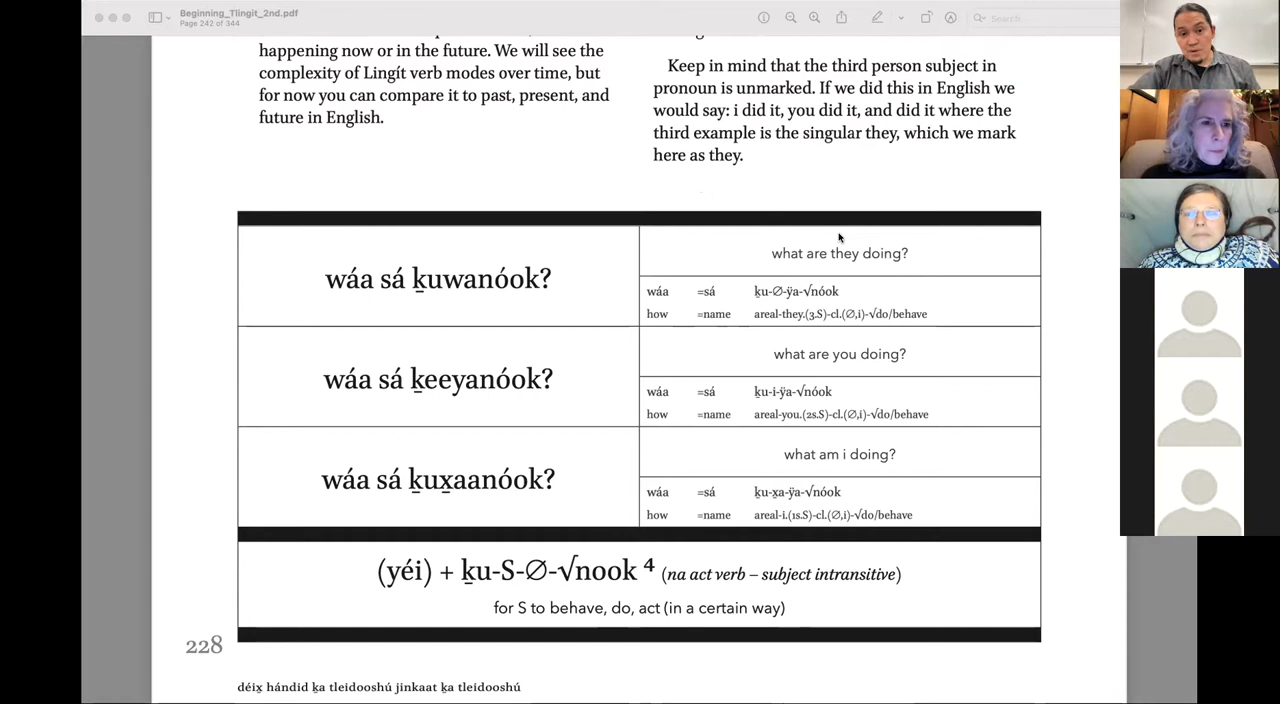 Beginning_Tlingit_2nd.pdf
Page 242 of 344
Search
happening now or in the future. We will see the
complexity of Lingít verb modes over time, but
for now you can compare it to past, present, and
future in English.
Keep in mind that the third person subject in
pronoun is unmarked. If we did this in English we
would say: i did it, you did it, and did it where the
third example is the singular they, which we mark
here as they.
wáa sá ḵuwanóok?
what are they doing?
wáa =sá ḵu-∅-ÿa-√nóok
how =name areal-they.(3.S)-cl.(∅,i)-√do/behave
wáa sá ḵeeyanóok?
what are you doing?
wáa =sá ḵu-i-ÿa-√nóok
how =name areal-you.(2s.S)-cl.(∅,i)-√do/behave
wáa sá ḵux̱aanóok?
what am i doing?
wáa =sá ḵu-x̱a-ÿa-√nóok
how =name areal-i.(1s.S)-cl.(∅,i)-√do/behave
(yéi) + ḵu-S-∅-√nook ⁴ (na act verb – subject intransitive)
for S to behave, do, act (in a certain way)
228
déix̱ hándid ḵa tleidooshú jinkaat ḵa tleidooshú